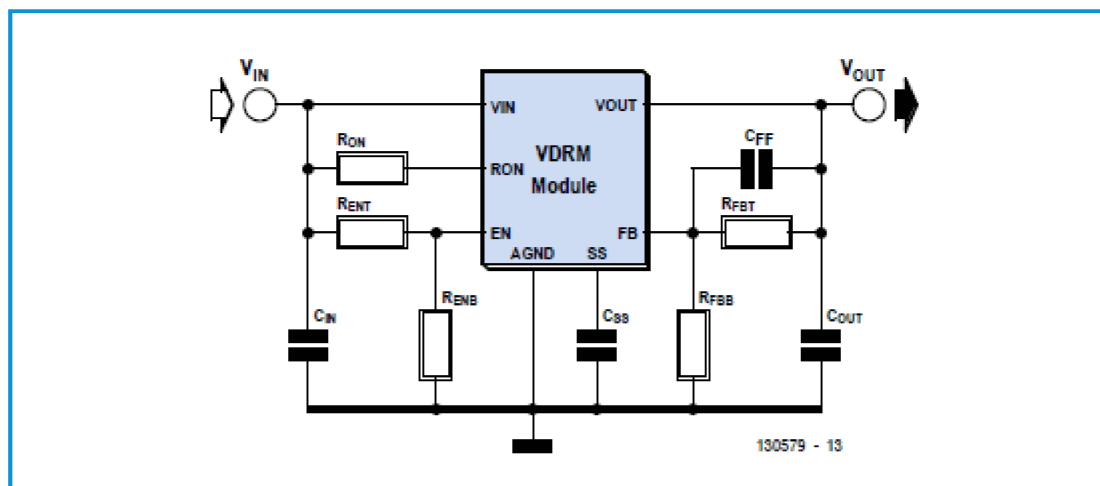 VIN
VOUT
VIN
VOUT
CFF
RON
VDRM
Module
RON
RENT
RFBT
EN
FB
AGND
SS
RENB
RFBB
CIN
CSS
COUT
130579 - 13